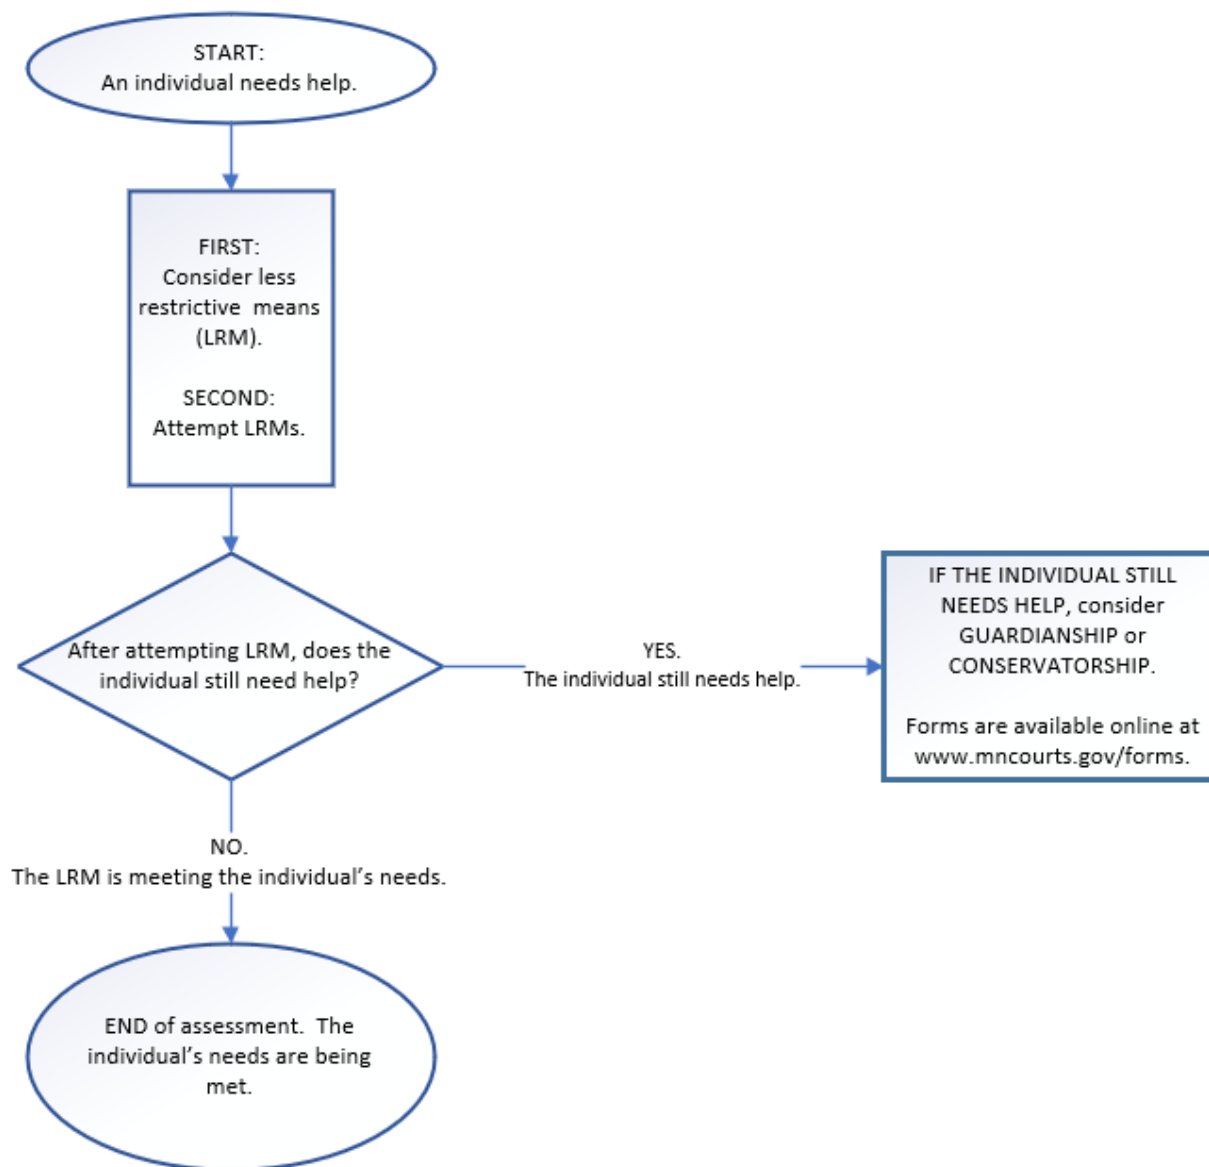 START:
An individual needs help.
FIRST:
Consider less
restrictive means
(LRM).
SECOND:
Attempt LRMs.
After attempting LRM, does the
individual still need help?
YES.
The individual still needs help.
IF THE INDIVIDUAL STILL
NEEDS HELP, consider
GUARDIANSHIP or
CONSERVATORSHIP.
Forms are available online at
www.mncourts.gov/forms.
NO.
The LRM is meeting the individual’s needs.
END of assessment.  The
individual’s needs are being
met.